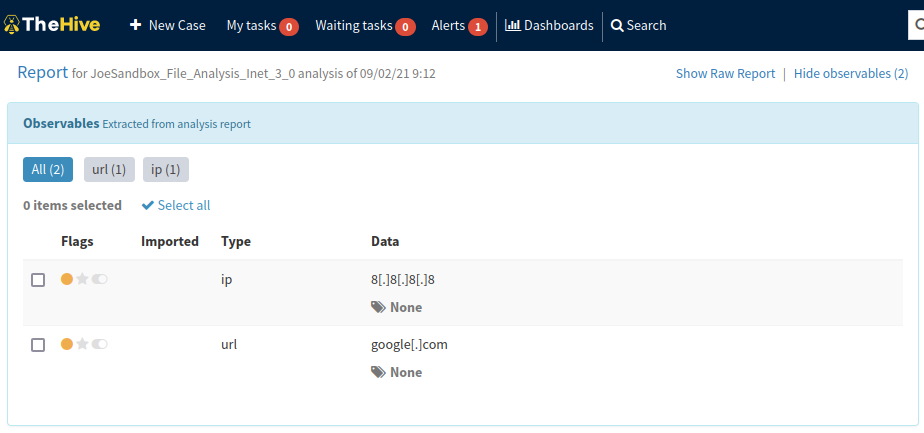 TheHive + New Case My tasks 0 Waiting tasks 0 Alerts 1 Dashboards Search
Report for JoeSandbox_File_Analysis_Inet_3_0 analysis of 09/02/21 9:12 Show Raw Report | Hide observables (2)
Observables Extracted from analysis report
All (2) url (1) ip (1)
0 items selected Select all
Flags Imported Type Data
ip 8[.]8[.]8[.]8
None
url google[.]com
None